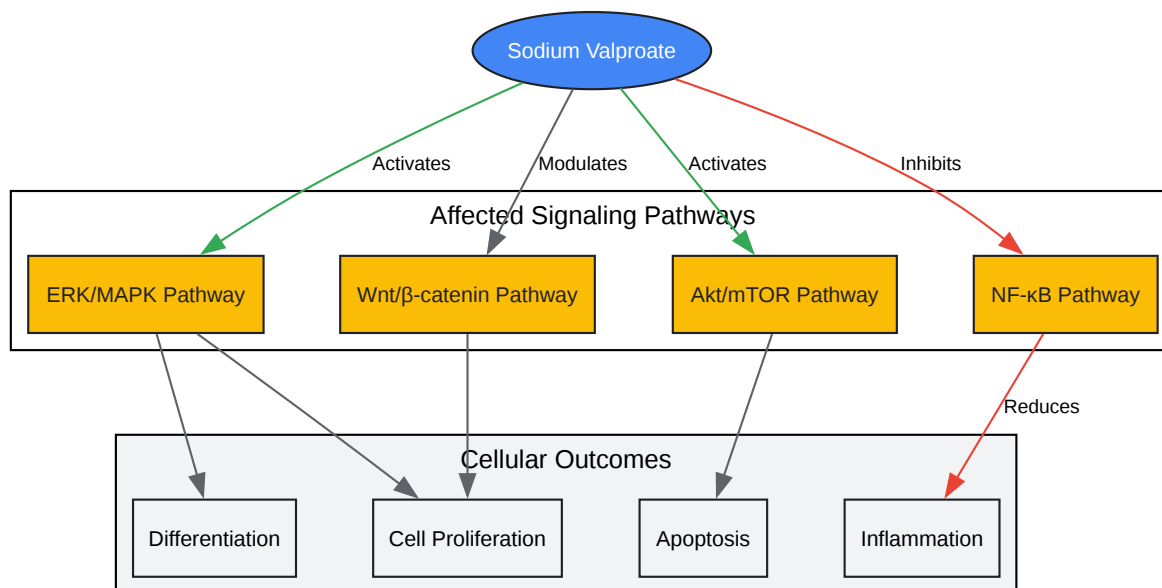 Sodium Valproate
Activates
Modulates
Activates
Inhibits
Affected Signaling Pathways
ERK/MAPK Pathway
Wnt/β-catenin Pathway
Akt/mTOR Pathway
NF-κB Pathway
Reduces
Cellular Outcomes
Differentiation
Cell Proliferation
Apoptosis
Inflammation